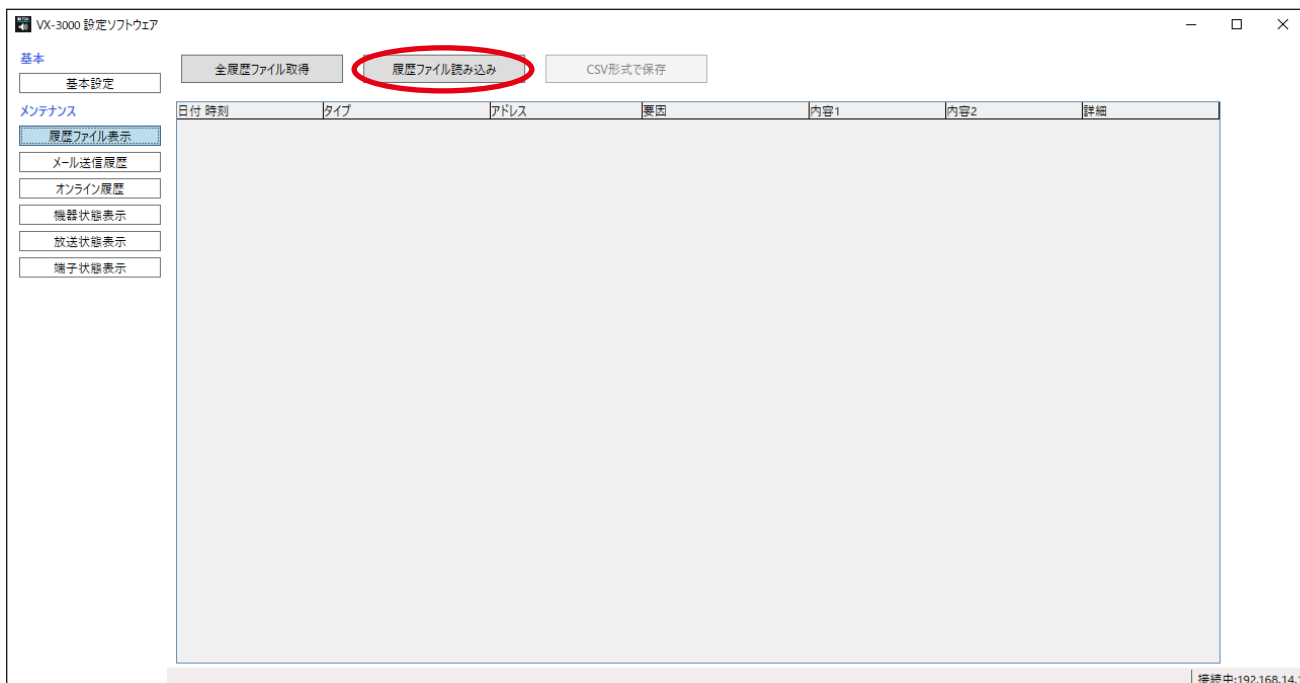 VX-3000 設定ソフトウェア
基本
基本設定
メンテナンス
履歴ファイル表示
メール送信履歴
オンライン履歴
機器状態表示
放送状態表示
端子状態表示
全履歴ファイル取得 履歴ファイル読み込み CSV形式で保存
日付 時刻 タイプ アドレス 要因 内容1 内容2 詳細
接続中:192.168.14.1